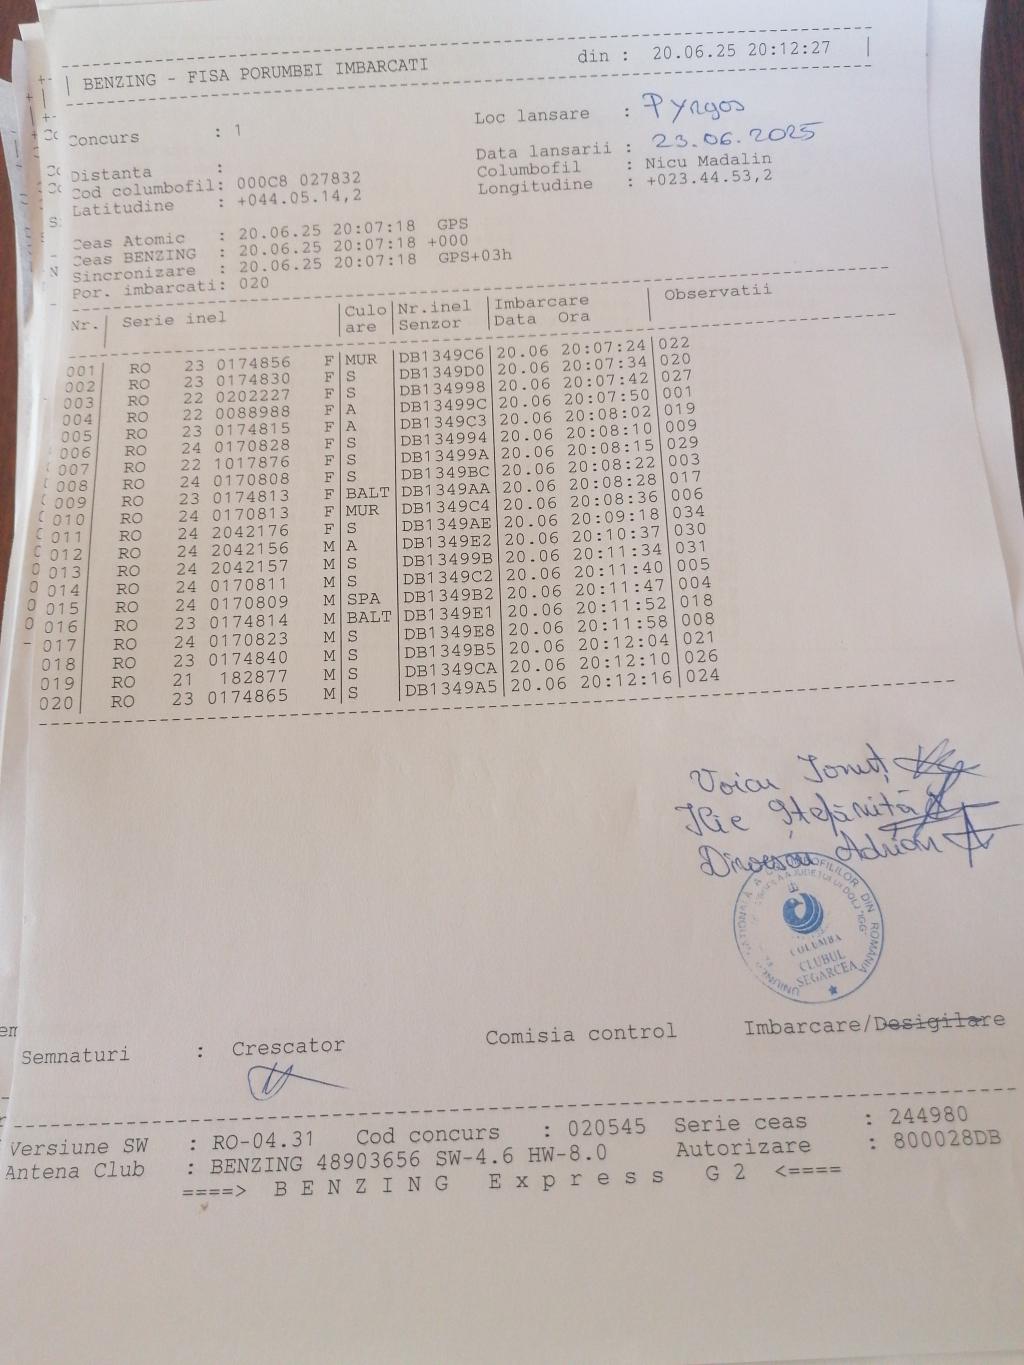 BENZING - FISA PORUMBEI IMBARCATI din : 20.06.25 20:12:27
Concurs : 1 Loc lansare : Pyrgos
Data lansarii : 23.06.2025
Distanta : Columbofil : Nicu Madalin
Cod columbofil: 000C8 027832 Longitudine : +023.44.53,2
Latitudine : +044.05.14,2
Ceas Atomic : 20.06.25 20:07:18 GPS
Ceas BENZING : 20.06.25 20:07:18 +000
Sincronizare : 20.06.25 20:07:18 GPS+03h
Por. imbarcati: 020
Nr. | Serie inel | Culo | Nr.inel | Imbarcare | Observatii
are | Senzor | Data Ora
001 | RO 23 0174856 F | MUR | DB1349C6 | 20.06 20:07:24 | 022
002 | RO 23 0174830 F | S | DB1349D0 | 20.06 20:07:34 | 020
003 | RO 22 0202227 F | S | DB134998 | 20.06 20:07:42 | 027
004 | RO 22 0088988 F | A | DB13499C | 20.06 20:07:50 | 001
005 | RO 23 0174815 F | A | DB1349C3 | 20.06 20:08:02 | 019
006 | RO 24 0170828 F | S | DB134994 | 20.06 20:08:10 | 009
007 | RO 22 1017876 F | S | DB13499A | 20.06 20:08:15 | 029
008 | RO 24 0170808 F | S | DB1349BC | 20.06 20:08:22 | 003
009 | RO 23 0174813 F | BALT | DB1349AA | 20.06 20:08:28 | 017
010 | RO 24 0170813 F | MUR | DB1349C4 | 20.06 20:08:36 | 006
011 | RO 24 2042176 F | S | DB1349AE | 20.06 20:09:18 | 034
012 | RO 24 2042156 M | A | DB1349E2 | 20.06 20:10:37 | 030
013 | RO 24 2042157 M | S | DB13499B | 20.06 20:11:34 | 031
014 | RO 24 0170811 M | S | DB1349C2 | 20.06 20:11:40 | 005
015 | RO 24 0170809 M | SPA | DB1349B2 | 20.06 20:11:47 | 004
016 | RO 23 0174814 M | BALT | DB1349E1 | 20.06 20:11:52 | 018
017 | RO 24 0170823 M | S | DB1349E8 | 20.06 20:11:58 | 008
018 | RO 23 0174840 M | S | DB1349B5 | 20.06 20:12:04 | 021
019 | RO 21 182877 M | S | DB1349CA | 20.06 20:12:10 | 026
020 | RO 23 0174865 M | S | DB1349A5 | 20.06 20:12:16 | 024
Voicu Ionuț
Ilie Ștefăniță
Adrian
COLUMBA
CLUBUL
SEGARCEA
Semnaturi : Crescator Comisia control Imbarcare/Desigilare
Versiune SW : RO-04.31 Cod concurs : 020545 Serie ceas : 244980
Antena Club : BENZING 48903656 SW-4.6 HW-8.0 Autorizare : 800028DB
====> B E N Z I N G E x p r e s s G 2 <====